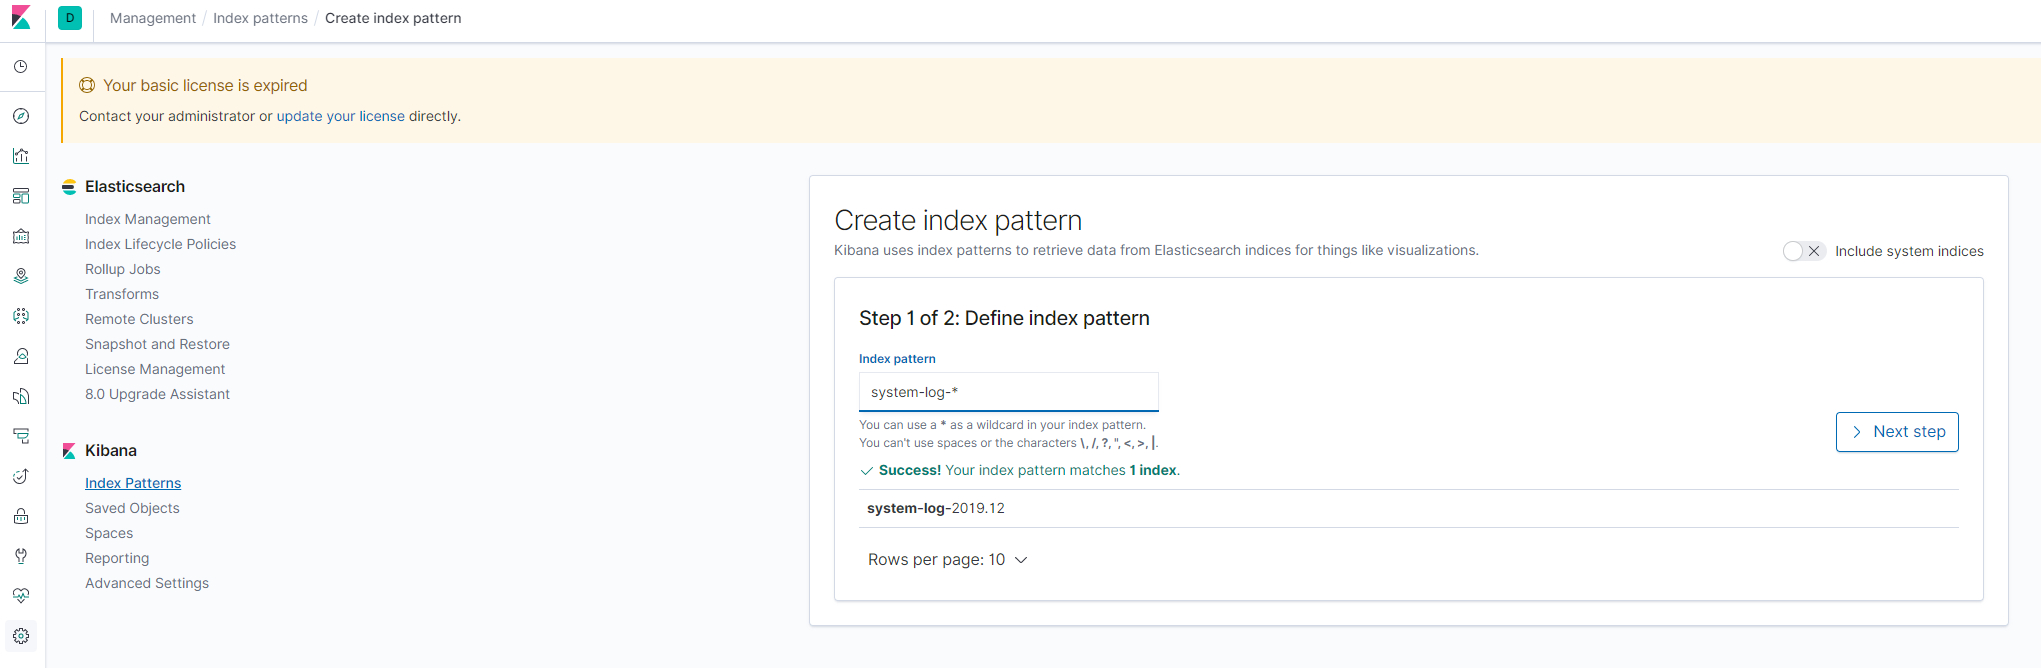 D
Management / Index patterns / Create index pattern
Your basic license is expired
Contact your administrator or update your license directly.
Elasticsearch
Index Management
Index Lifecycle Policies
Rollup Jobs
Transforms
Remote Clusters
Snapshot and Restore
License Management
8.0 Upgrade Assistant
Kibana
Index Patterns
Saved Objects
Spaces
Reporting
Advanced Settings
Create index pattern
Kibana uses index patterns to retrieve data from Elasticsearch indices for things like visualizations.
Include system indices
Step 1 of 2: Define index pattern
Index pattern
system-log-*
You can use a * as a wildcard in your index pattern.
You can't use spaces or the characters \, /, ?, ", <, >, |.
Next step
Success! Your index pattern matches 1 index.
system-log-2019.12
Rows per page: 10